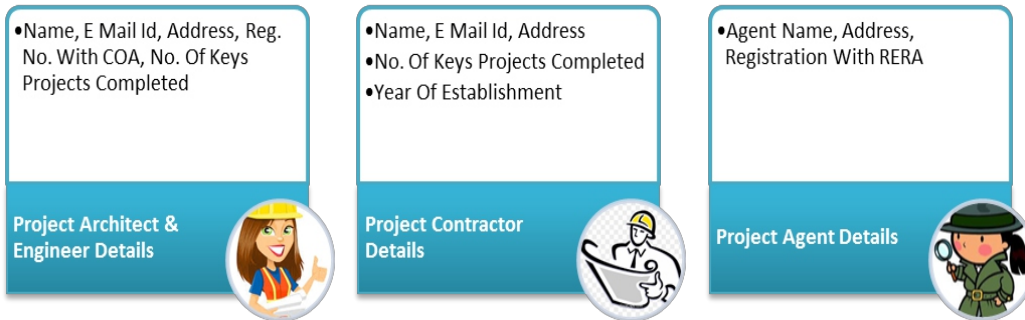 •Name, E Mail Id, Address, Reg.
No. With COA, No. Of Keys
Projects Completed
Project Architect &
Engineer Details
•Name, E Mail Id, Address
•No. Of Keys Projects Completed
•Year Of Establishment
Project Contractor
Details
•Agent Name, Address,
Registration With RERA
Project Agent Details